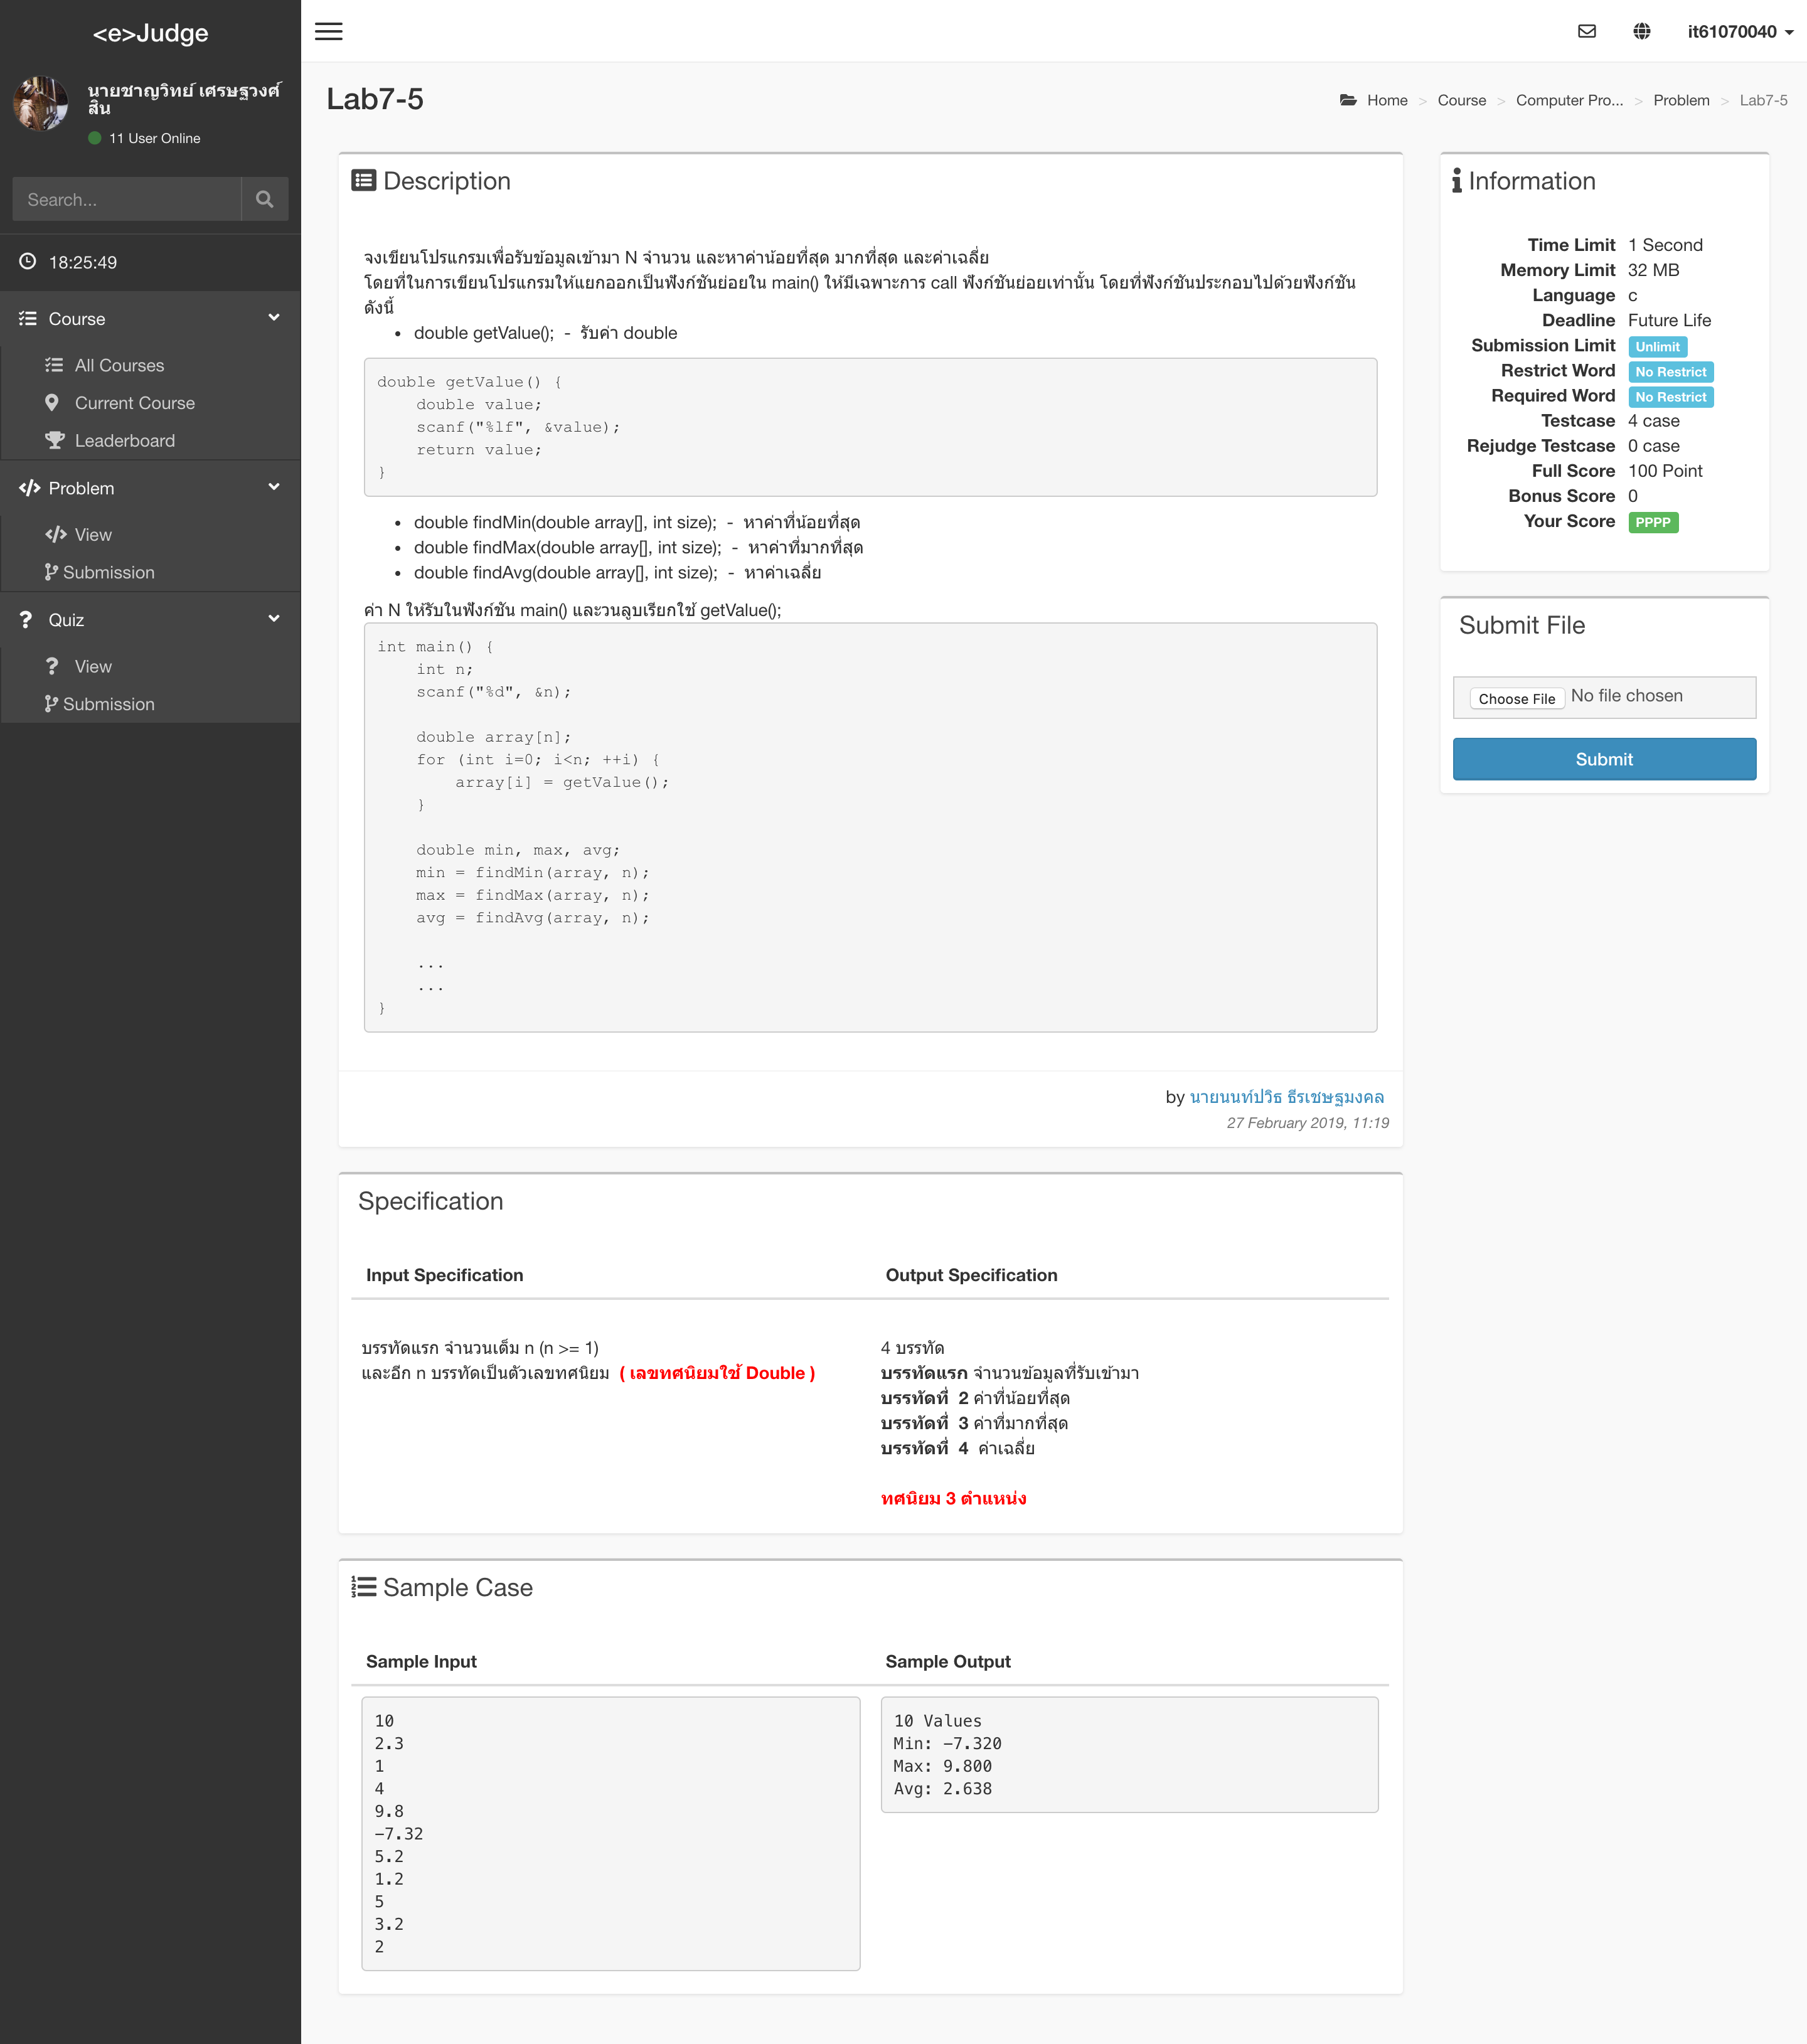 <e>Judge
it61070040
นายชาญวิทย์ เศรษฐวงศ์
สิน
11 User Online
Search...
18:25:49
Course
All Courses
Current Course
Leaderboard
Problem
View
Submission
Quiz
View
Submission
Lab7-5
Home > Course > Computer Pro... > Problem > Lab7-5
Description
จงเขียนโปรแกรมเพื่อรับข้อมูลเข้ามา N จำนวน และหาค่าน้อยที่สุด มากที่สุด และค่าเฉลี่ย
โดยที่ในการเขียนโปรแกรมให้แยกออกเป็นฟังก์ชันย่อยใน main() ให้มีเฉพาะการ call ฟังก์ชันย่อยเท่านั้น โดยที่ฟังก์ชันประกอบไปด้วยฟังก์ชัน
ดังนี้
• double getValue(); - รับค่า double
double getValue() {
    double value;
    scanf("%lf", &value);
    return value;
}
• double findMin(double array[], int size); - หาค่าที่น้อยที่สุด
• double findMax(double array[], int size); - หาค่าที่มากที่สุด
• double findAvg(double array[], int size); - หาค่าเฉลี่ย
ค่า N ให้รับในฟังก์ชัน main() และวนลูบเรียกใช้ getValue();
int main() {
    int n;
    scanf("%d", &n);
    double array[n];
    for (int i=0; i<n; ++i) {
        array[i] = getValue();
    }
    double min, max, avg;
    min = findMin(array, n);
    max = findMax(array, n);
    avg = findAvg(array, n);
    ...
    ...
}
by นายนนท์ปวิธ ธีรเชษฐมงคล
27 February 2019, 11:19
Specification
Input Specification
บรรทัดแรก จำนวนเต็ม n (n >= 1)
และอีก n บรรทัดเป็นตัวเลขทศนิยม ( เลขทศนิยมใช้ Double )
Output Specification
4 บรรทัด
บรรทัดแรก จำนวนข้อมูลที่รับเข้ามา
บรรทัดที่ 2 ค่าที่น้อยที่สุด
บรรทัดที่ 3 ค่าที่มากที่สุด
บรรทัดที่ 4 ค่าเฉลี่ย
ทศนิยม 3 ตำแหน่ง
Sample Case
Sample Input
10
2.3
1
4
9.8
-7.32
5.2
1.2
5
3.2
2
Sample Output
10 Values
Min: -7.320
Max: 9.800
Avg: 2.638
Information
Time Limit 1 Second
Memory Limit 32 MB
Language c
Deadline Future Life
Submission Limit Unlimit
Restrict Word No Restrict
Required Word No Restrict
Testcase 4 case
Rejudge Testcase 0 case
Full Score 100 Point
Bonus Score 0
Your Score PPPP
Submit File
Choose File No file chosen
Submit